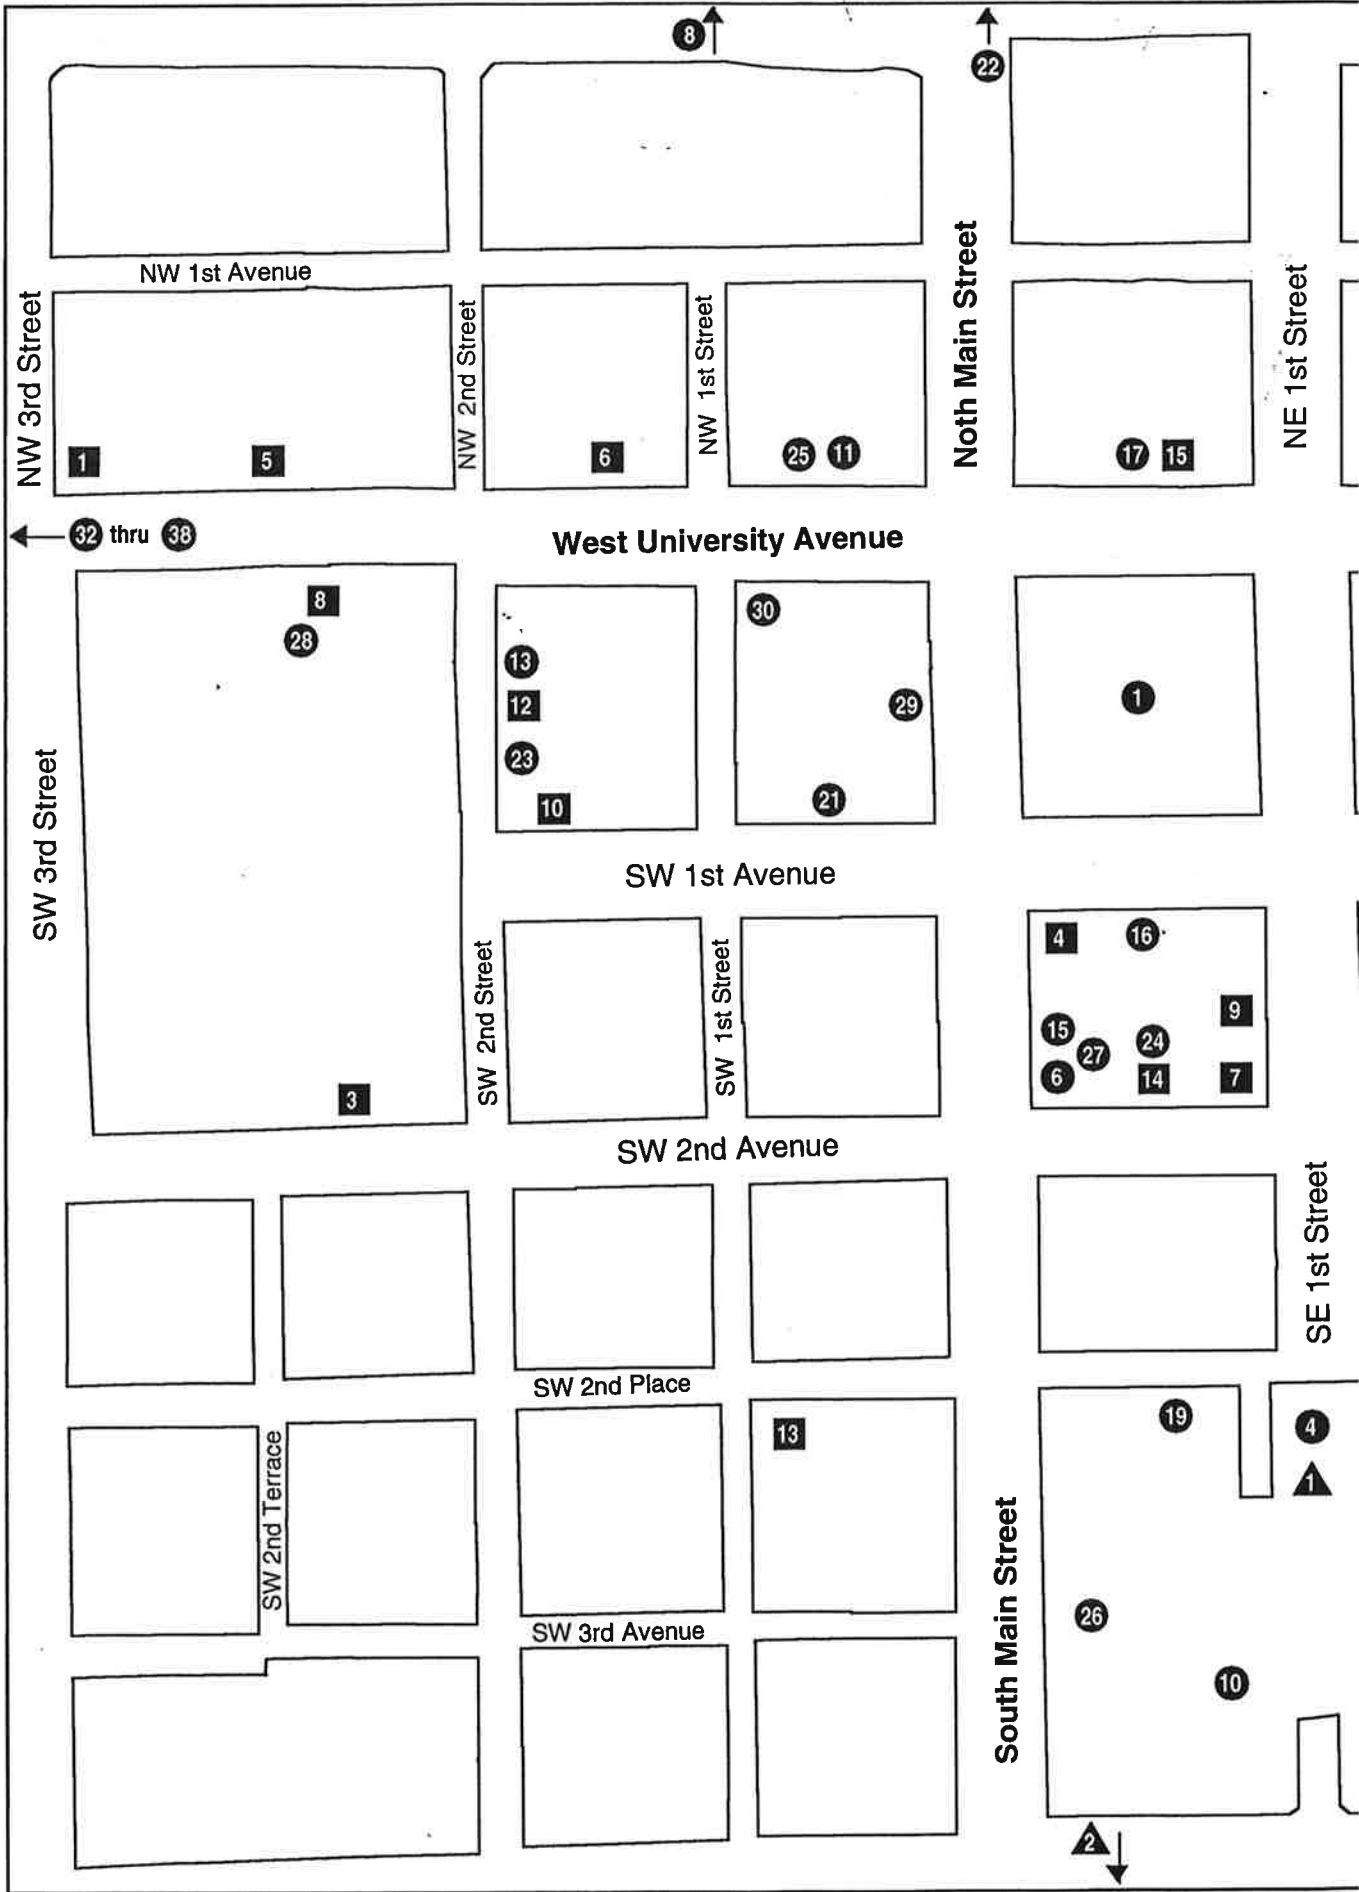 8
22
NW 1st Avenue
NW 3rd Street
NW 2nd Street
NW 1st Street
Noth Main Street
NE 1st Street
1
5
6
25
11
17
15
32 thru 38
West University Avenue
8
28
13
12
23
10
30
29
21
1
SW 3rd Street
SW 1st Avenue
SW 2nd Street
SW 1st Street
4
16
9
15
27
24
6
14
7
3
SW 2nd Avenue
SE 1st Street
SW 2nd Place
13
19
4
1
SW 2nd Terrace
South Main Street
26
SW 3rd Avenue
10
2